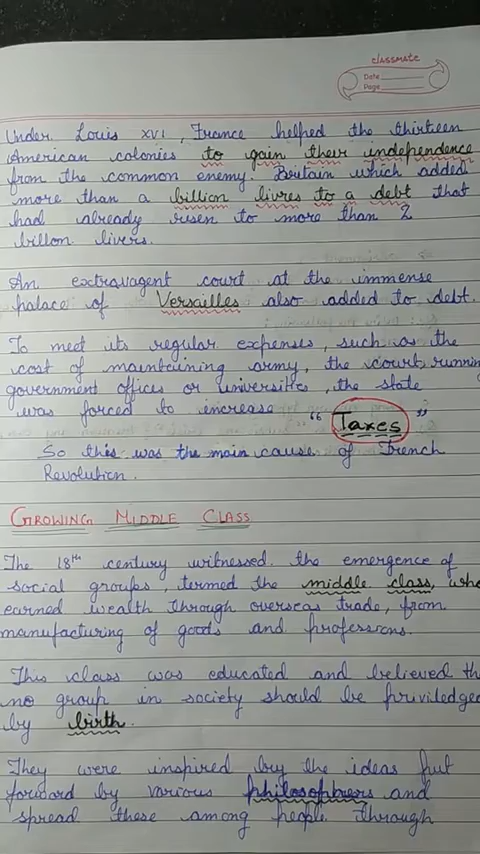 classmate
Date
Page
Under Louis XVI, France helped the thirteen
American colonies to gain their independence
from the common enemy. Britain which added
more than a billion livres to a debt that
had already risen to more than 2
billon livers.
An extravagent court at the immense
palace of Versailles also added to debt.
To meet its regular expenses, such as the
cost of maintaining army, the court, running
government offices or universities, the state
was forced to increase "Taxes"
So this was the main cause of French
Revolution.
GROWING MIDDLE CLASS
The 18th century witnessed the emergence of
social groups, termed the middle class, who
earned wealth through overseas trade, from
manufacturing of goods and professions.
This class was educated and believed th
no group in society should be priviledged
by birth.
They were inspired by the ideas put
forward by various philosophers and
spread these among people through